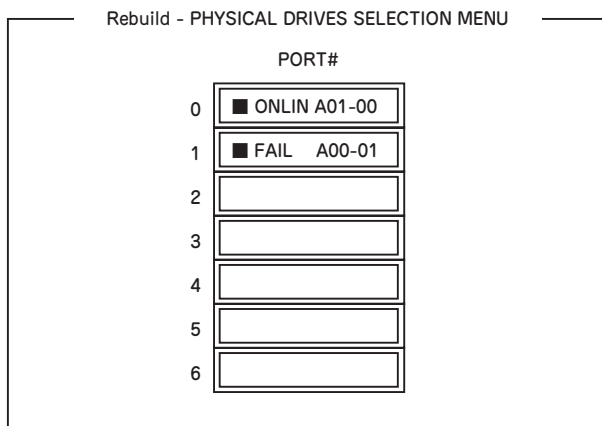 Rebuild - PHYSICAL DRIVES SELECTION MENU
PORT#
0 ■ ONLIN A01-00
1 ■ FAIL A00-01
2
3
4
5
6